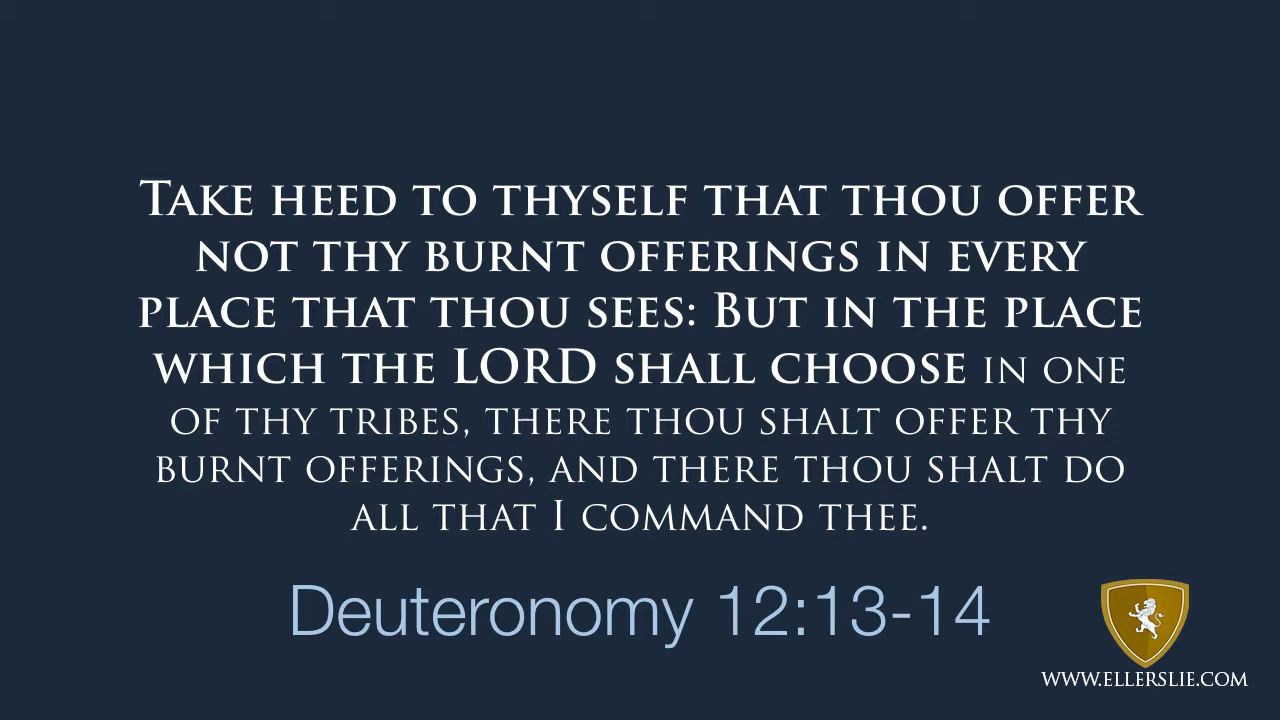 Take heed to thyself that thou offer
not thy burnt offerings in every
place that thou sees: But in the place
which the LORD shall choose in one
of thy tribes, there thou shalt offer thy
burnt offerings, and there thou shalt do
all that I command thee.
Deuteronomy 12:13-14
WWW.ELLERSLIE.COM